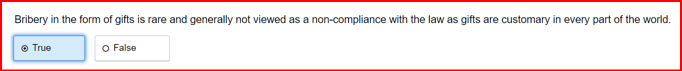 Bribery in the form of gifts is rare and generally not viewed as a non-compliance with the law as gifts are customary in every part of the world.
True False